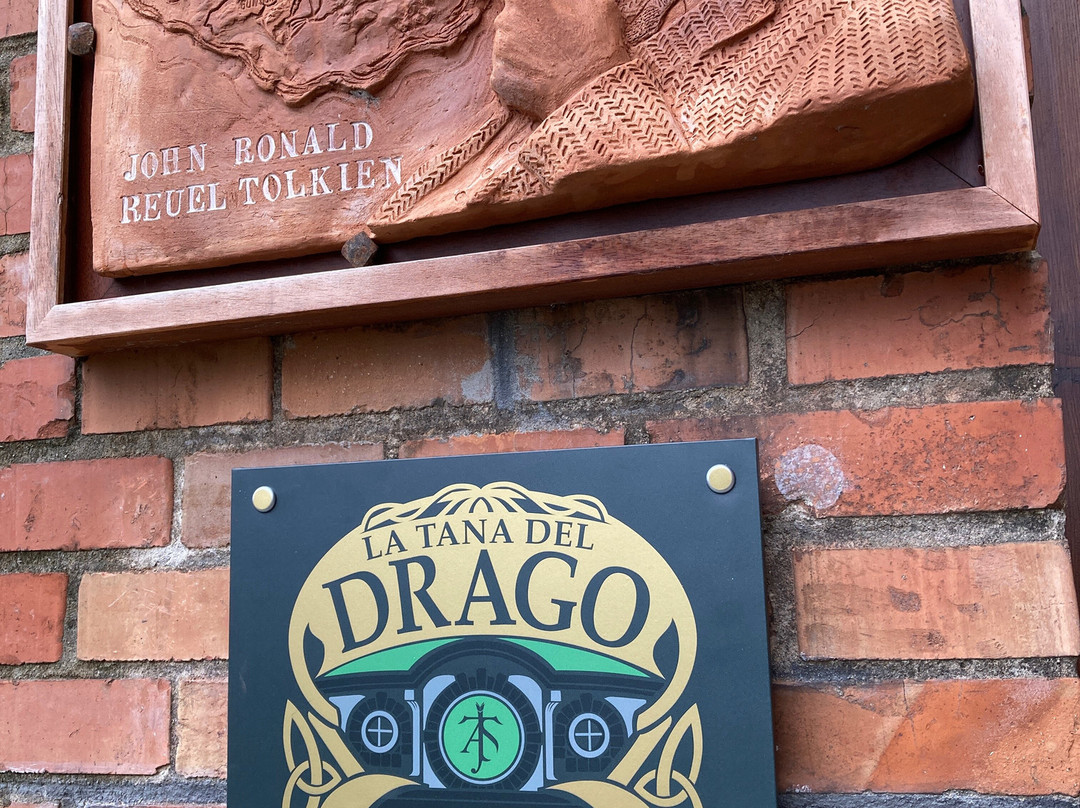 JOHN RONALD
REUEL TOLKIEN
LA TANA DEL
DRAGO